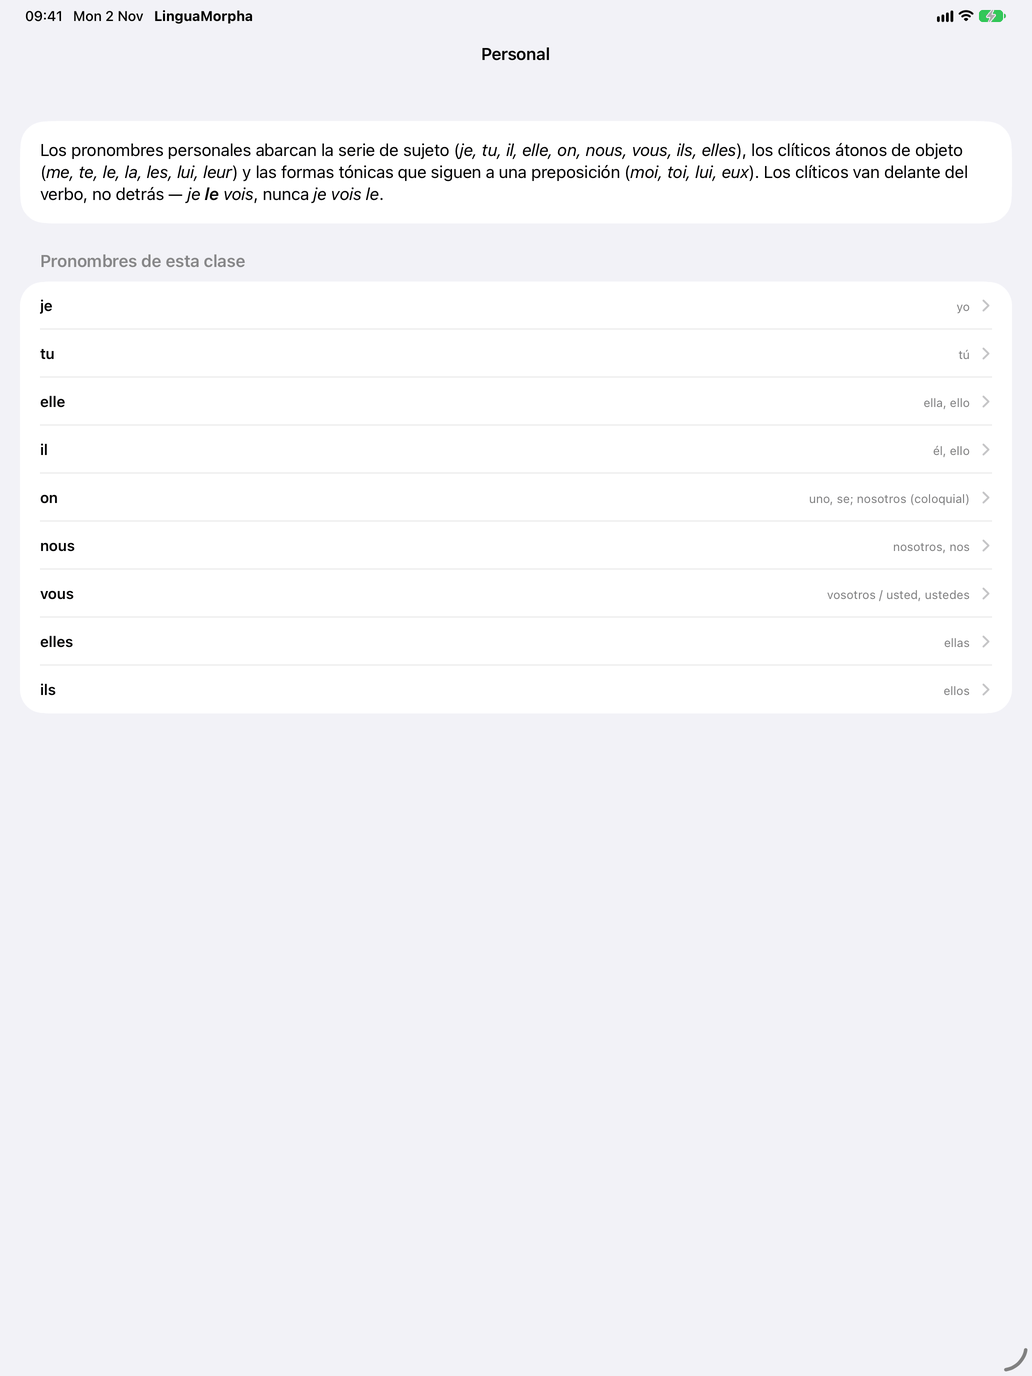 09:41 Mon 2 Nov LinguaMorpha
Personal
Los pronombres personales abarcan la serie de sujeto (je, tu, il, elle, on, nous, vous, ils, elles), los clíticos átonos de objeto
(me, te, le, la, les, lui, leur) y las formas tónicas que siguen a una preposición (moi, toi, lui, eux). Los clíticos van delante del
verbo, no detrás — je le vois, nunca je vois le.
Pronombres de esta clase
je yo
tu tú
elle ella, ello
il él, ello
on uno, se; nosotros (coloquial)
nous nosotros, nos
vous vosotros / usted, ustedes
elles ellas
ils ellos